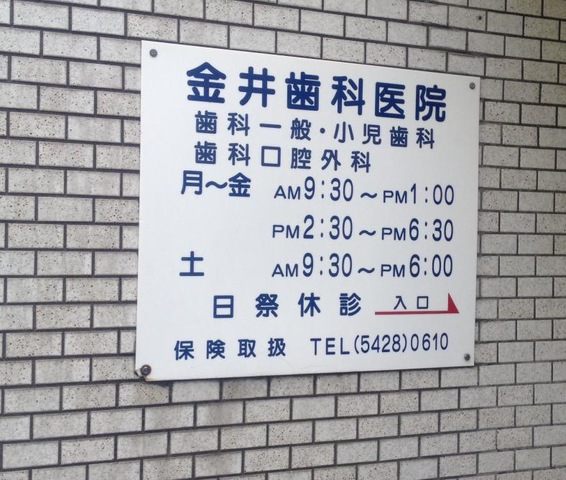 金井歯科医院
歯科一般・小児歯科
歯科口腔外科
月〜金 AM9:30〜PM1:00
PM2:30〜PM6:30
土 AM9:30〜PM6:00
日祭休診 入口
保険取扱 TEL(5428)0610